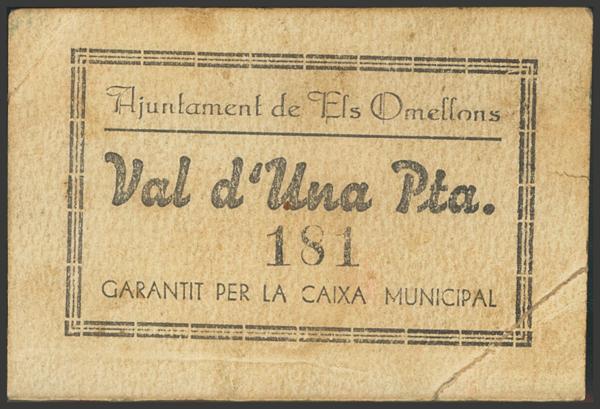 Ajuntament de Els Omellons
Val d'Una Pta.
181
GARANTIT PER LA CAIXA MUNICIPAL